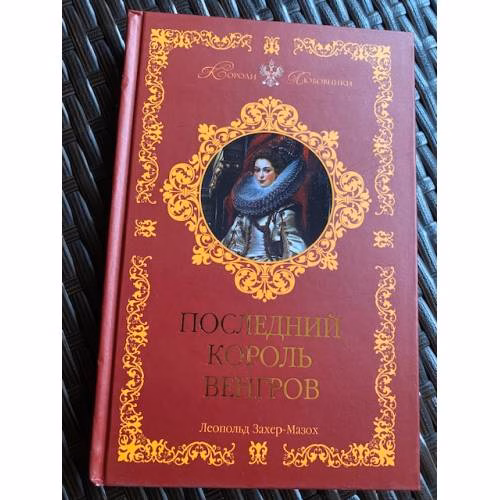 Короли Любовники
ПОСЛЕДНИЙ
КОРОЛЬ
ВЕНГРОВ
Леопольд Захер-Мазох